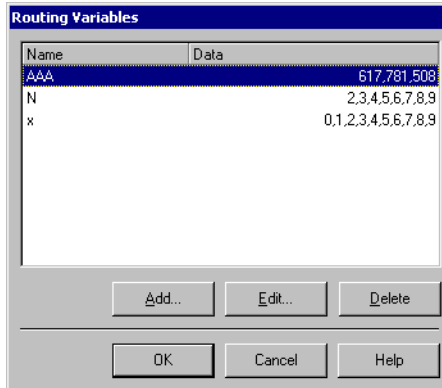 Routing Variables
Name Data
AAA 617,781,508
N 2,3,4,5,6,7,8,9
x 0,1,2,3,4,5,6,7,8,9
Add... Edit... Delete
OK Cancel Help